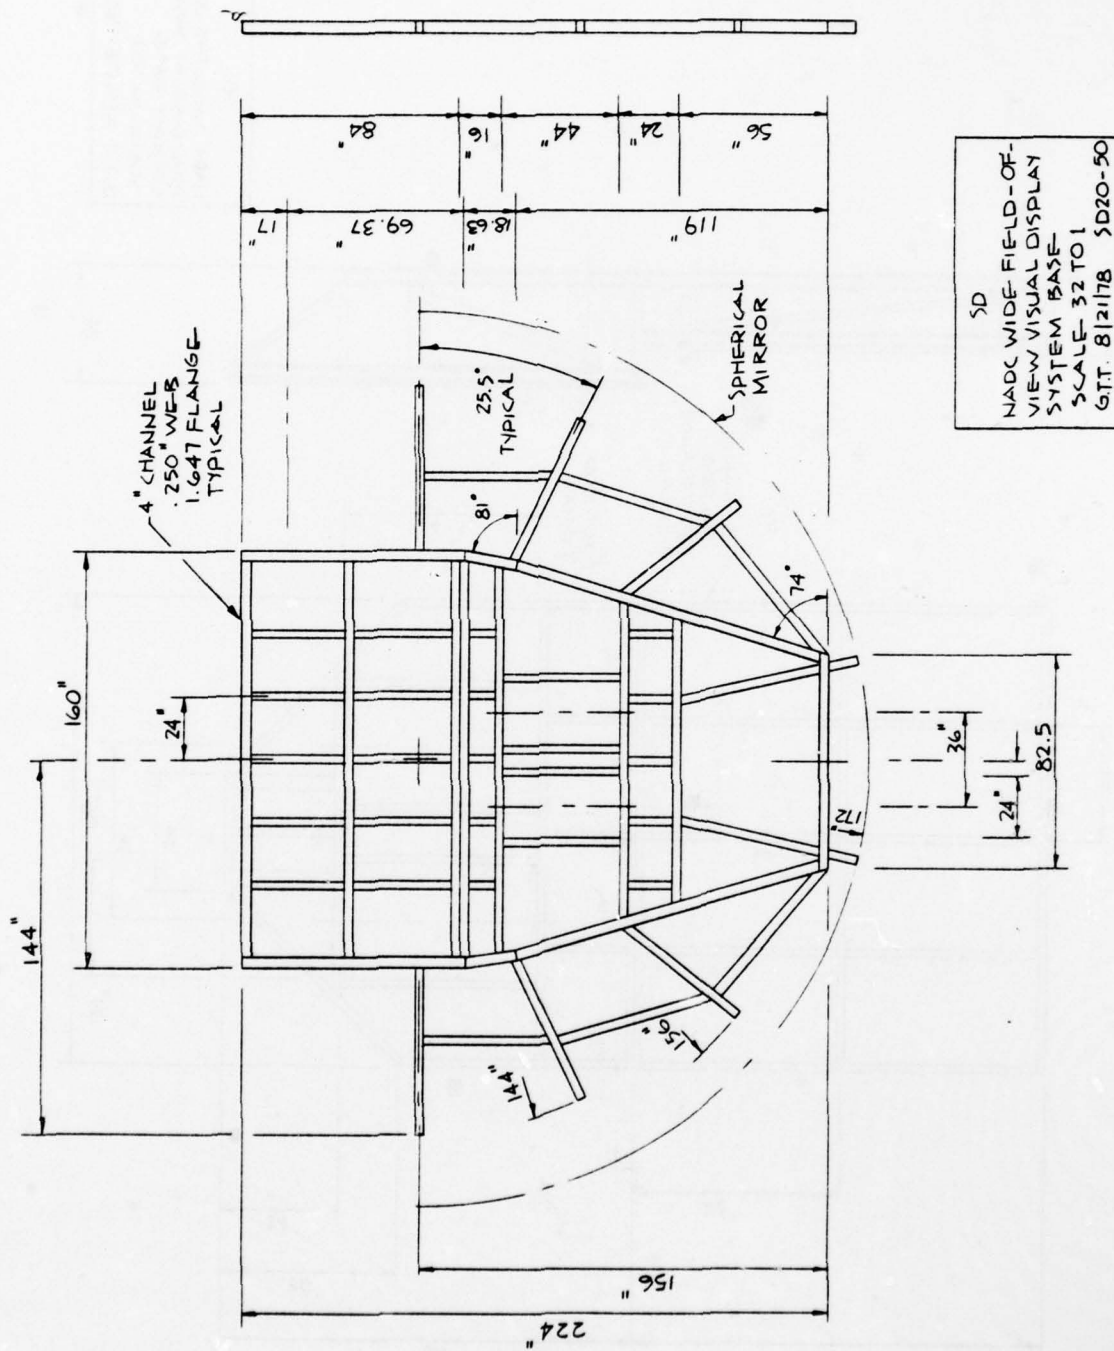 84"
16"
44"
24"
56"
17"
69.37"
18.63"
119"
4" CHANNEL
.250" WEB
1.647 FLANGE
TYPICAL
25.5°
TYPICAL
SPHERICAL
MIRROR
81°
74°
160"
24"
144"
36"
82.5
24"
172"
156"
144"
156"
224"
SD
NADC WIDE FIELD-OF-
VIEW VISUAL DISPLAY
SYSTEM BASE
SCALE 32 TO 1
G.T.T. 8/21/78 SD20-50